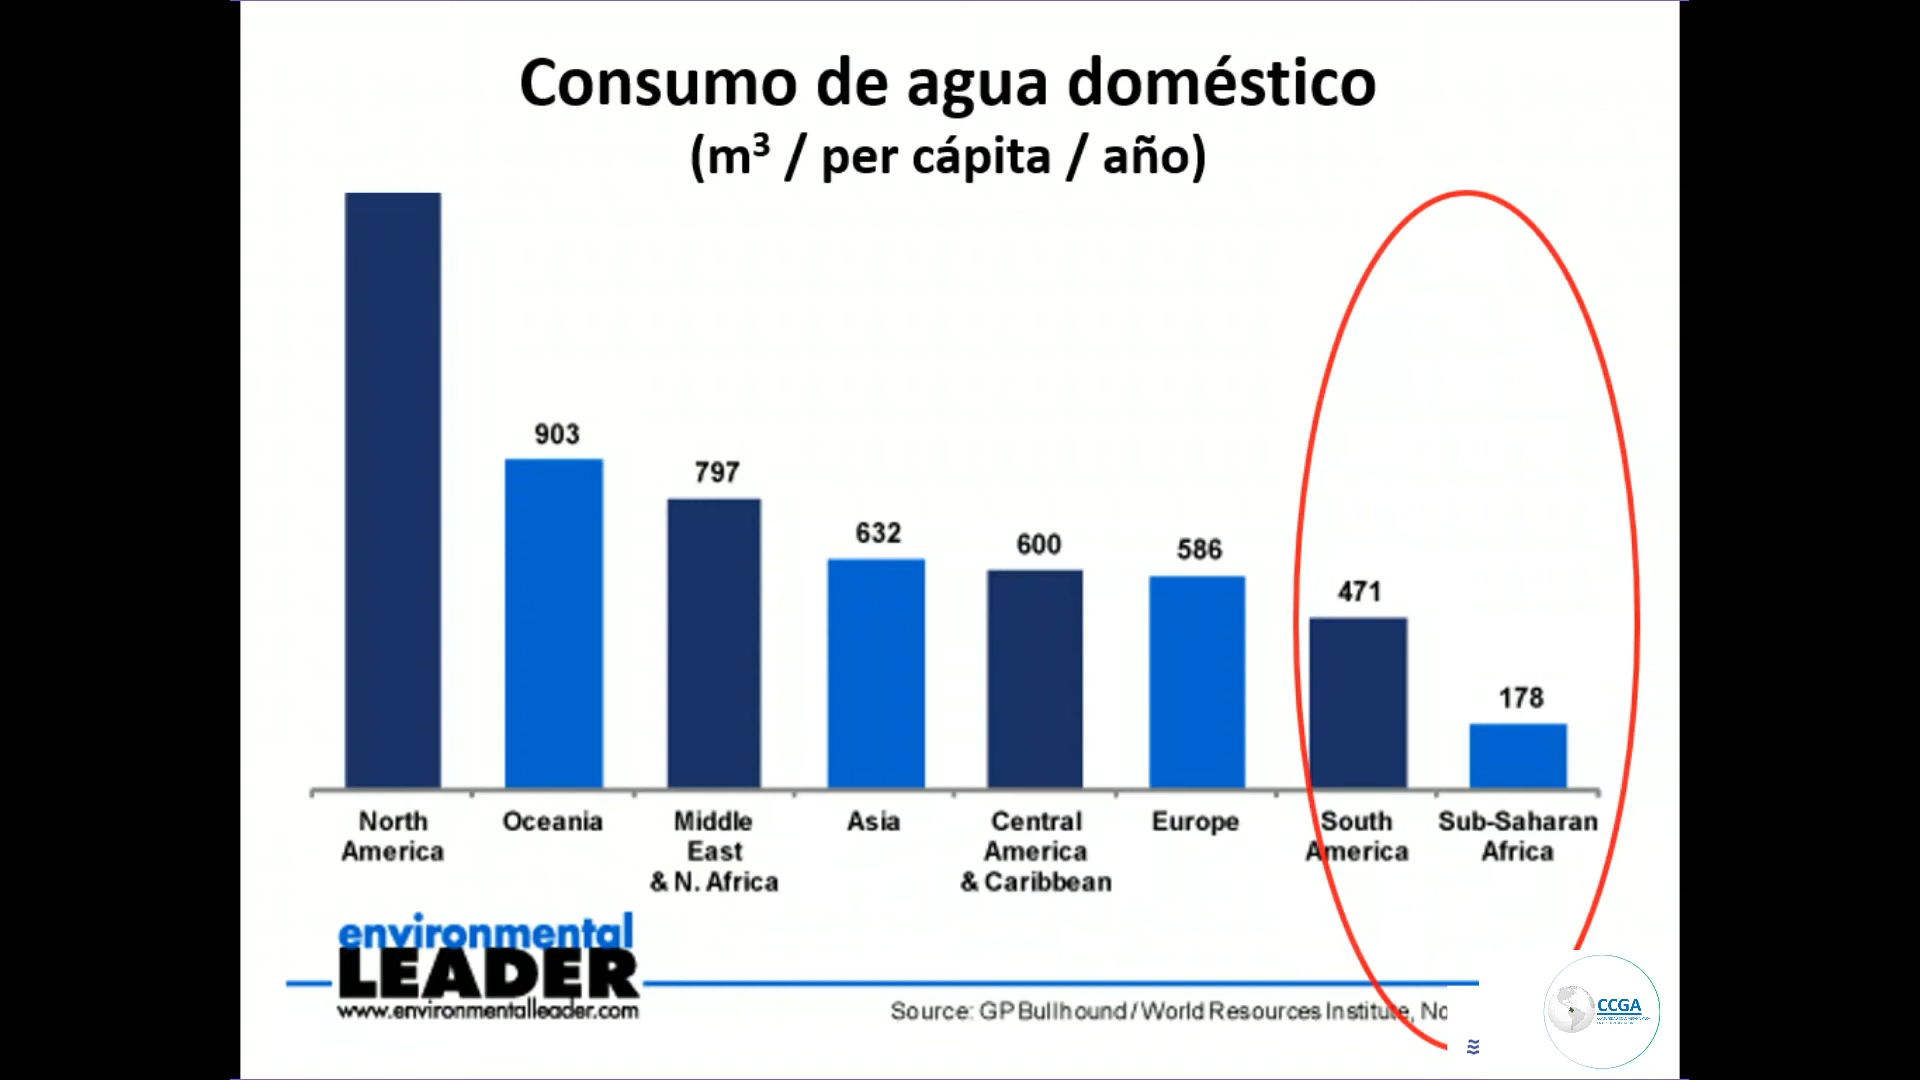 Consumo de agua doméstico
(m³ / per cápita / año)
903
797
632
600
586
471
178
North
America
Oceania
Middle
East
& N. Africa
Asia
Central
America
& Caribbean
Europe
South
America
Sub-Saharan
Africa
environmental
LEADER
www.environmentalleader.com
Source: GP Bullhound / World Resources Institute, No
CCGA